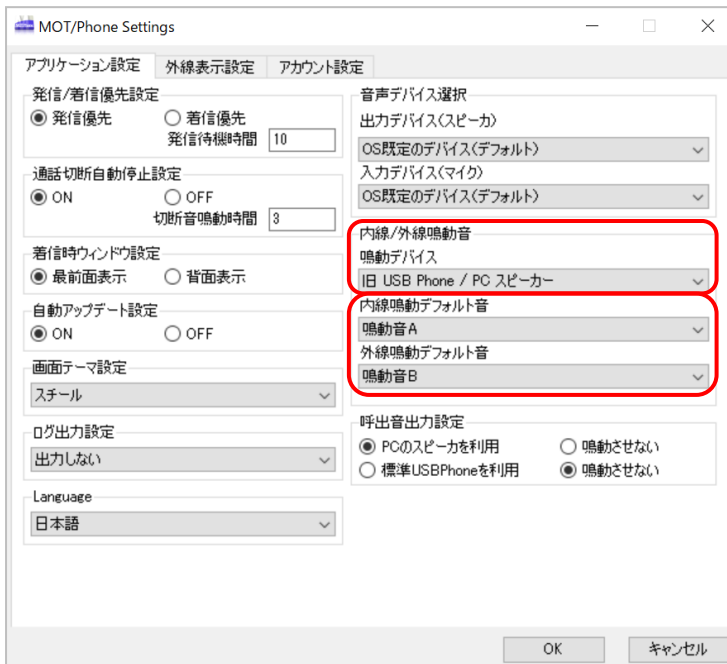 MOT/Phone Settings
アプリケーション設定
外線表示設定
アカウント設定
発信/着信優先設定
発信優先
着信優先
発信待機時間
10
通話切断自動停止設定
ON
OFF
切断音鳴動時間
3
着信時ウィンドウ設定
最前面表示
背面表示
自動アップデート設定
ON
OFF
画面テーマ設定
スチール
ログ出力設定
出力しない
Language
日本語
音声デバイス選択
出力デバイス(スピーカ)
OS既定のデバイス(デフォルト)
入力デバイス(マイク)
OS既定のデバイス(デフォルト)
内線/外線鳴動音
鳴動デバイス
旧 USB Phone / PC スピーカー
内線鳴動デフォルト音
鳴動音A
外線鳴動デフォルト音
鳴動音B
呼出音出力設定
PCのスピーカを利用
鳴動させない
標準USBPhoneを利用
鳴動させない
OK
キャンセル